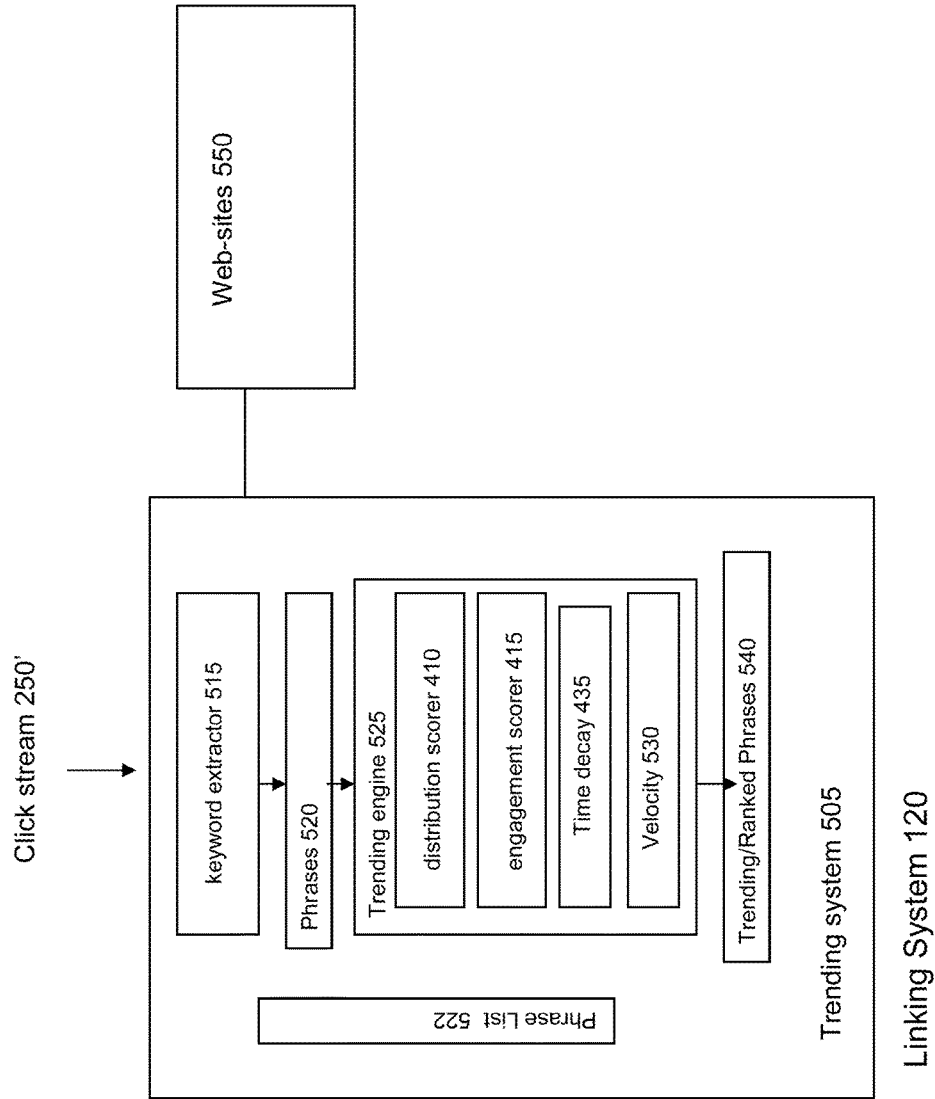 Click stream 250'
Web-sites 550
keyword extractor 515
Phrases 520
Trending engine 525
distribution scorer 410
engagement scorer 415
Time decay 435
Velocity 530
Trending/Ranked Phrases 540
Phrase List 522
Trending system 505
Linking System 120